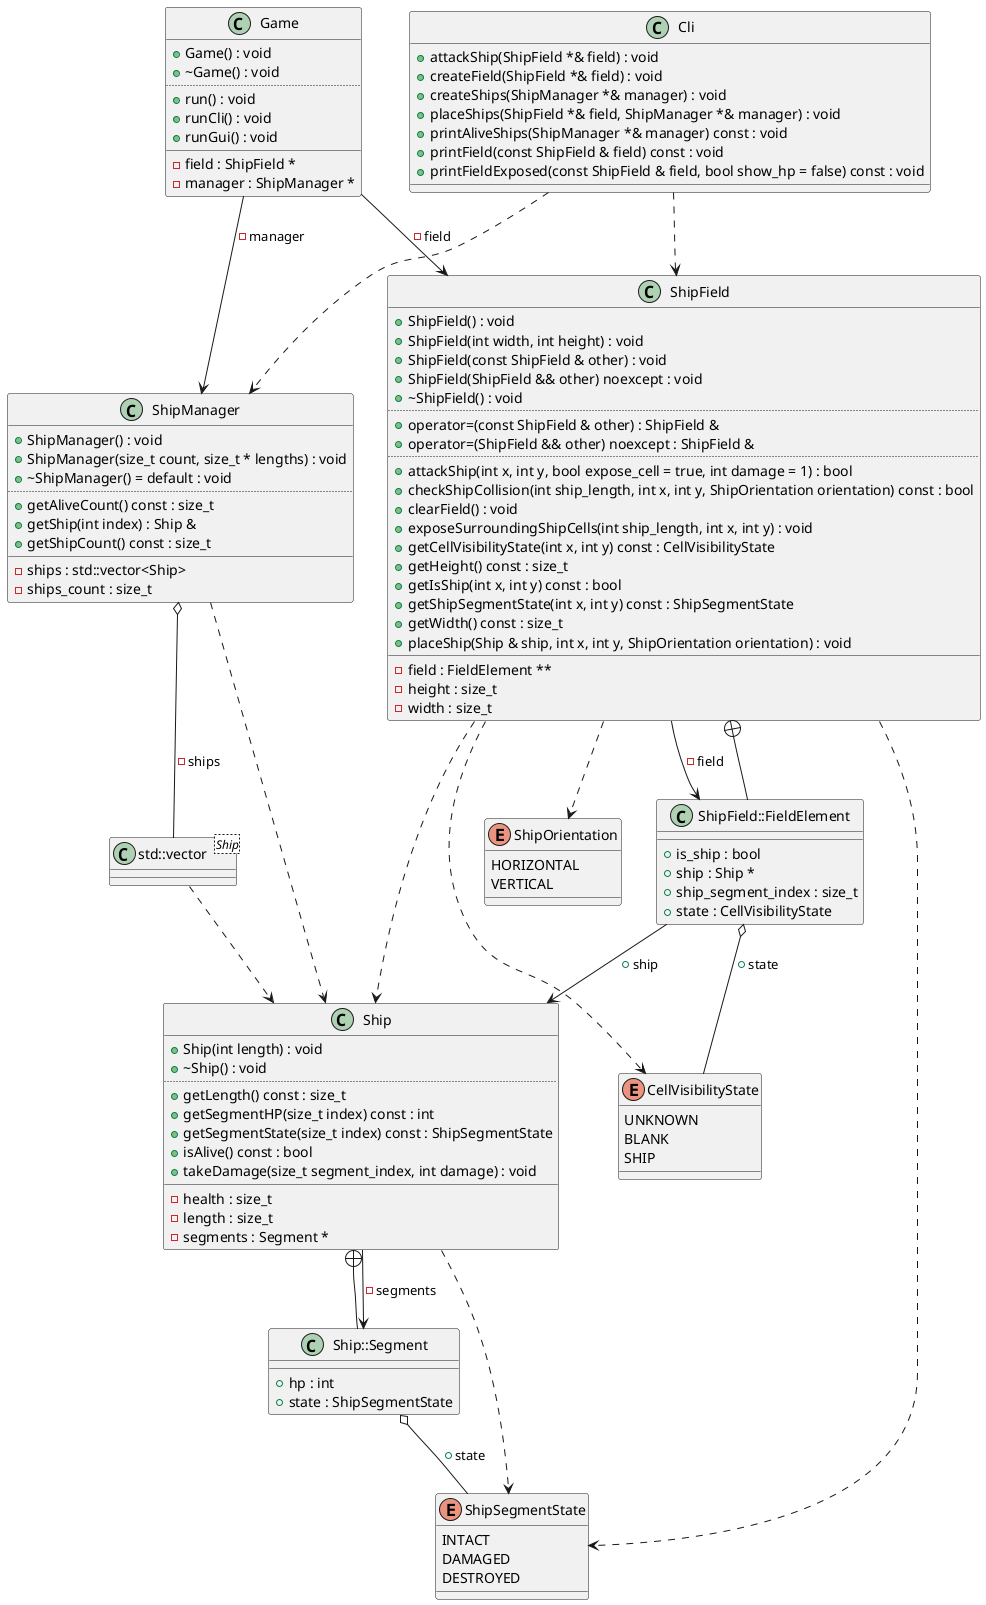 Game
Game() : void
~Game() : void
run() : void
runCli() : void
runGui() : void
field : ShipField *
manager : ShipManager *
Cli
attackShip(ShipField *& field) : void
createField(ShipField *& field) : void
createShips(ShipManager *& manager) : void
placeShips(ShipField *& field, ShipManager *& manager) : void
printAliveShips(ShipManager *& manager) const : void
printField(const ShipField & field) const : void
printFieldExposed(const ShipField & field, bool show_hp = false) const : void
manager
field
ShipField
ShipField() : void
ShipField(int width, int height) : void
ShipField(const ShipField & other) : void
ShipField(ShipField && other) noexcept : void
~ShipField() : void
operator=(const ShipField & other) : ShipField &
operator=(ShipField && other) noexcept : ShipField &
attackShip(int x, int y, bool expose_cell = true, int damage = 1) : bool
checkShipCollision(int ship_length, int x, int y, ShipOrientation orientation) const : bool
clearField() : void
exposeSurroundingShipCells(int ship_length, int x, int y) : void
getCellVisibilityState(int x, int y) const : CellVisibilityState
getHeight() const : size_t
getIsShip(int x, int y) const : bool
getShipSegmentState(int x, int y) const : ShipSegmentState
getWidth() const : size_t
placeShip(Ship & ship, int x, int y, ShipOrientation orientation) : void
field : FieldElement **
height : size_t
width : size_t
ShipManager
ShipManager() : void
ShipManager(size_t count, size_t * lengths) : void
~ShipManager() = default : void
getAliveCount() const : size_t
getShip(int index) : Ship &
getShipCount() const : size_t
ships : std::vector<Ship>
ships_count : size_t
ships
field
std::vector
Ship
ShipOrientation
HORIZONTAL
VERTICAL
ShipField::FieldElement
is_ship : bool
ship : Ship *
ship_segment_index : size_t
state : CellVisibilityState
ship
state
Ship
Ship(int length) : void
~Ship() : void
getLength() const : size_t
getSegmentHP(size_t index) const : int
getSegmentState(size_t index) const : ShipSegmentState
isAlive() const : bool
takeDamage(size_t segment_index, int damage) : void
health : size_t
length : size_t
segments : Segment *
CellVisibilityState
UNKNOWN
BLANK
SHIP
segments
Ship::Segment
hp : int
state : ShipSegmentState
state
ShipSegmentState
INTACT
DAMAGED
DESTROYED